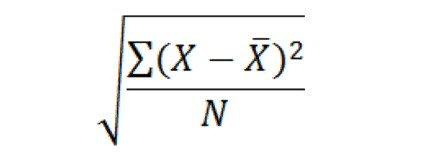 √(∑(X − X̄)² / N)